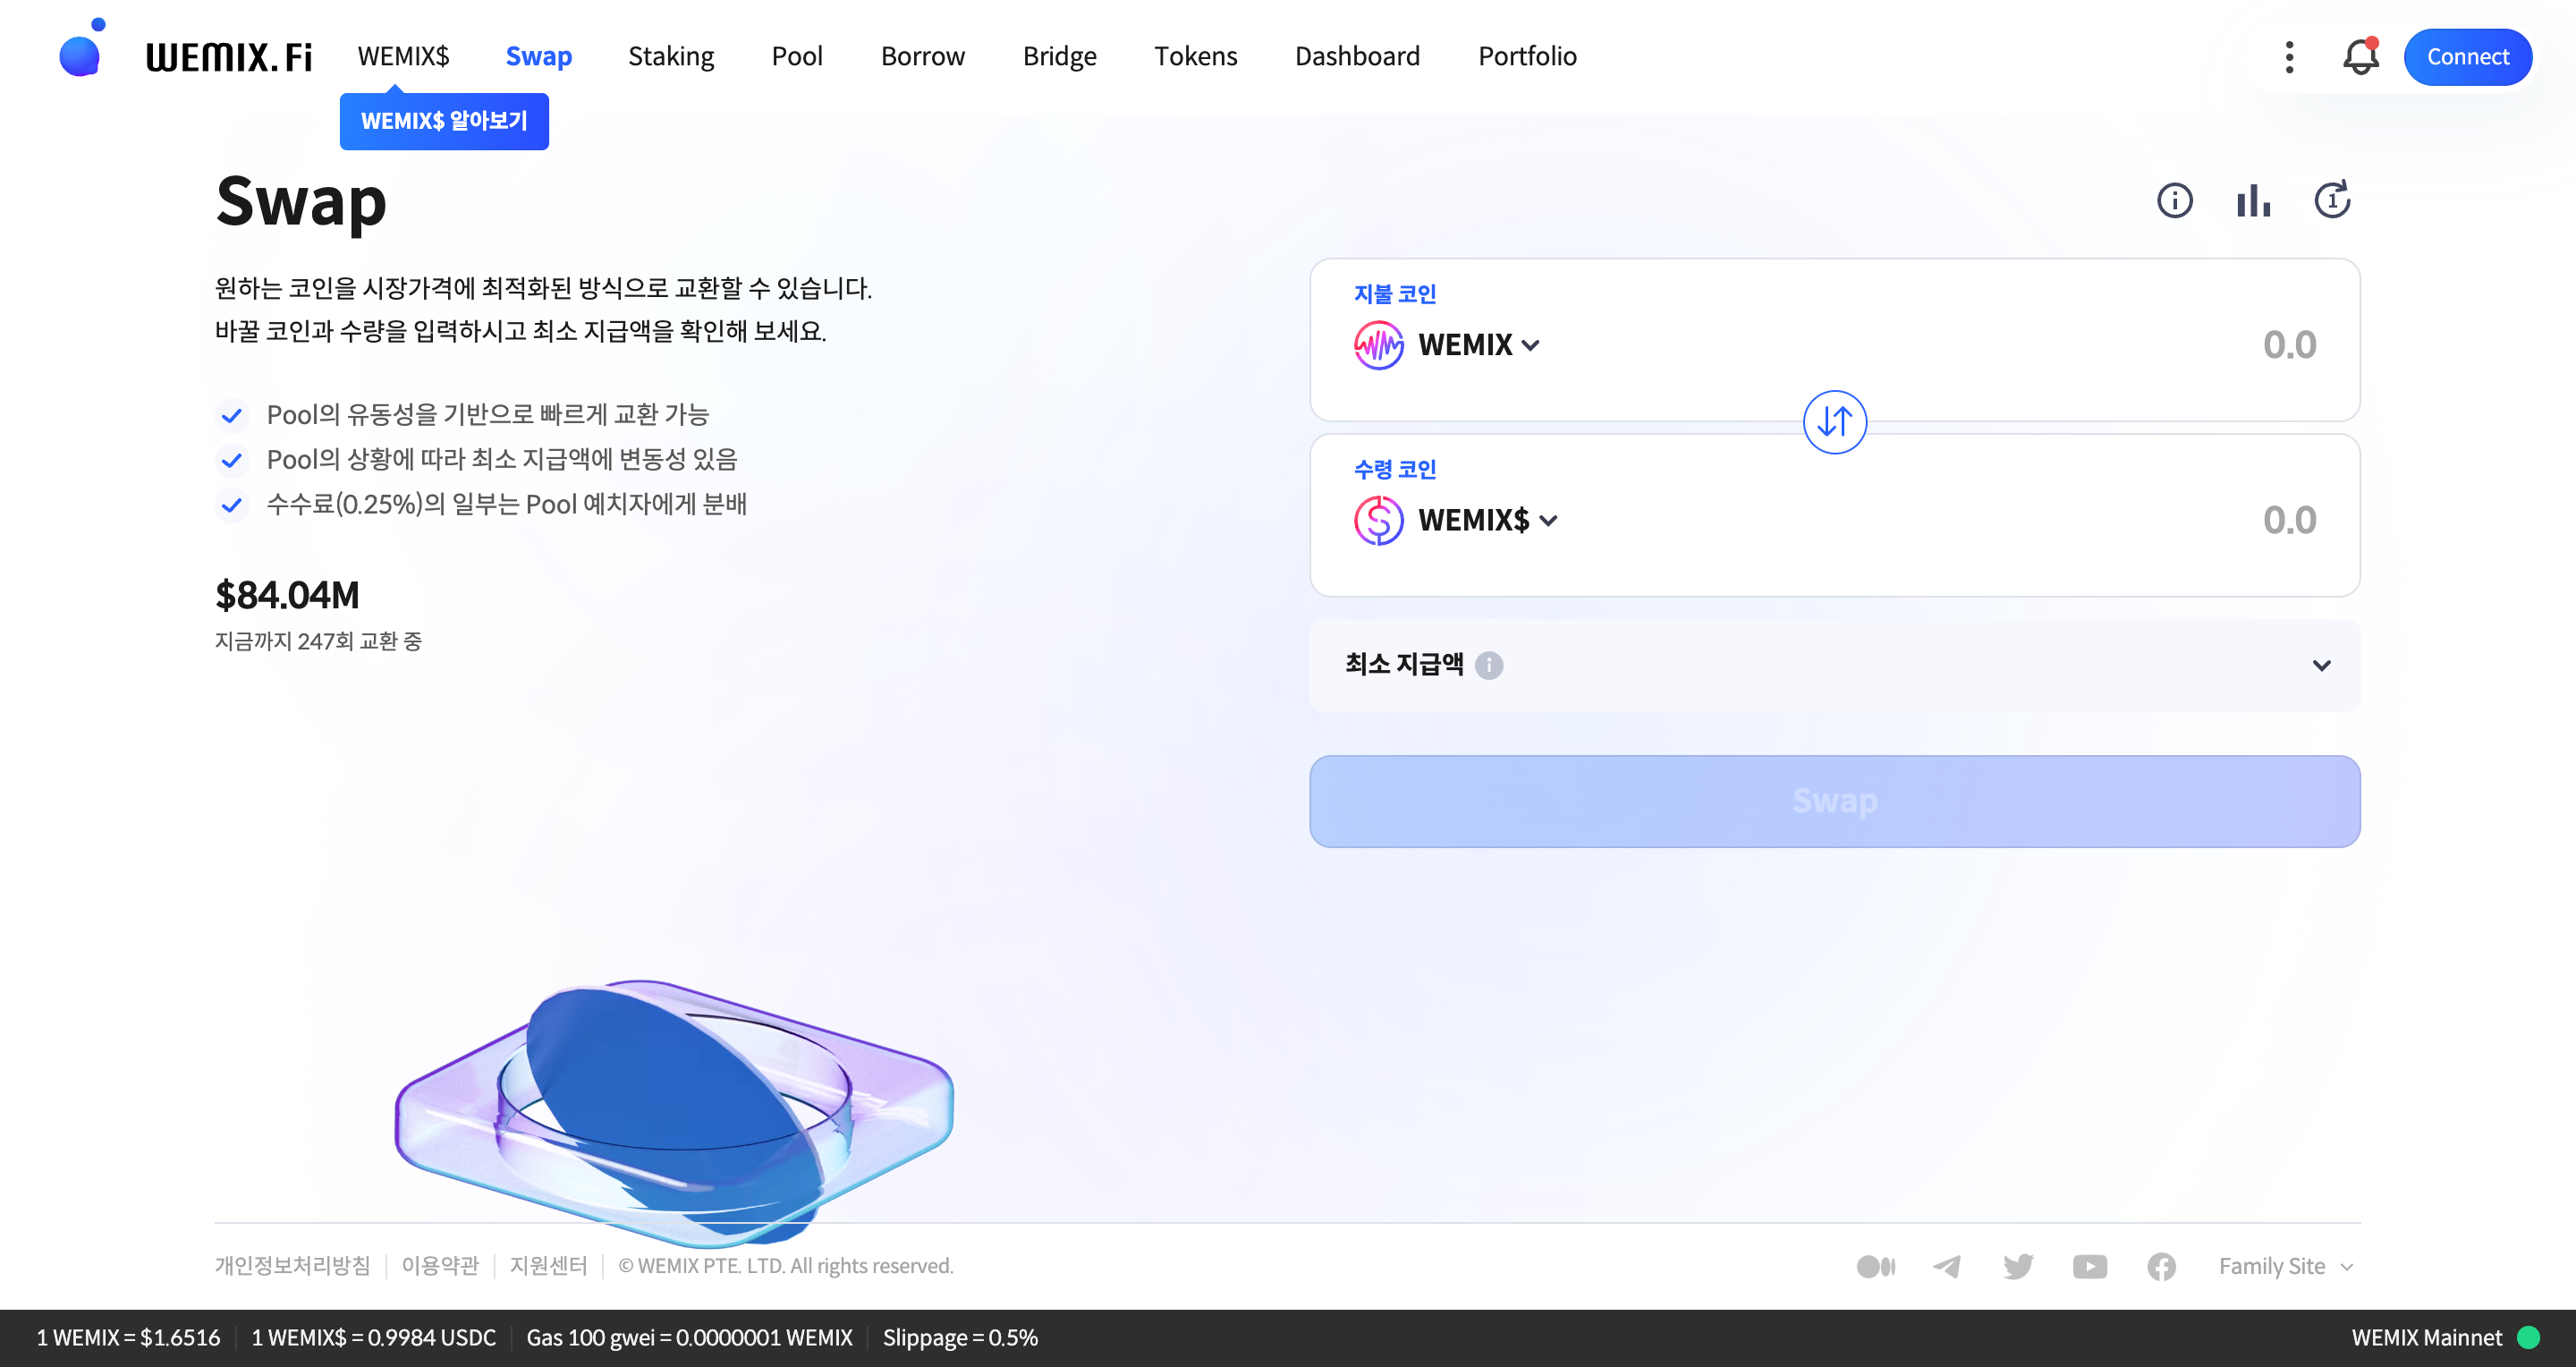 WEMIX.Fi
WEMIX$
Swap
Staking
Pool
Borrow
Bridge
Tokens
Dashboard
Portfolio
Connect
WEMIX$ 알아보기
Swap
1
원하는 코인을 시장가격에 최적화된 방식으로 교환할 수 있습니다.
바꿀 코인과 수량을 입력하시고 최소 지급액을 확인해 보세요.
Pool의 유동성을 기반으로 빠르게 교환 가능
Pool의 상황에 따라 최소 지급액에 변동성 있음
수수료(0.25%)의 일부는 Pool 예치자에게 분배
$84.04M
지금까지 247회 교환 중
지불 코인
WEMIX
0.0
수령 코인
WEMIX$
0.0
최소 지급액
Swap
개인정보처리방침
이용약관
지원센터
© WEMIX PTE. LTD. All rights reserved.
Family Site
1 WEMIX = $1.6516
1 WEMIX$ = 0.9984 USDC
Gas 100 gwei = 0.0000001 WEMIX
Slippage = 0.5%
WEMIX Mainnet